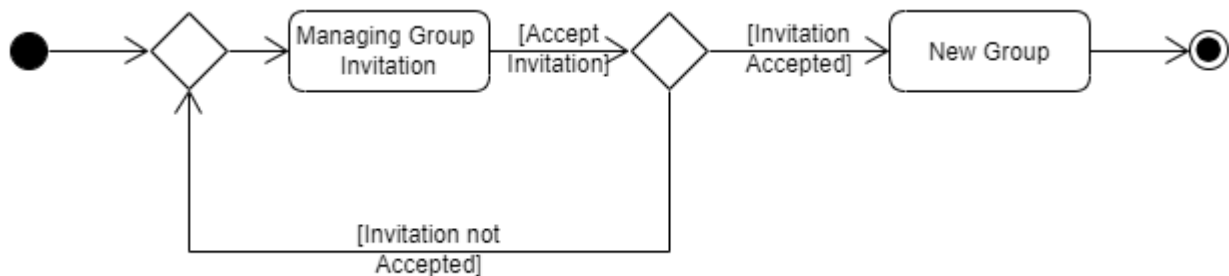 Managing Group
Invitation
[Accept
Invitation]
[Invitation
Accepted]
New Group
[Invitation not
Accepted]